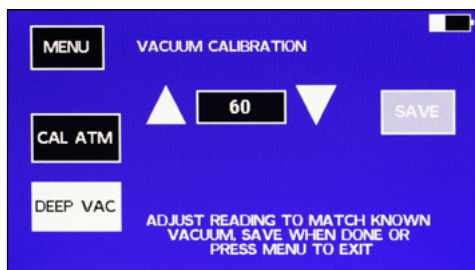 MENU
VACUUM CALIBRATION
60
SAVE
CAL ATM
DEEP VAC
ADJUST READING TO MATCH KNOWN
VACUUM, SAVE WHEN DONE OR
PRESS MENU TO EXIT